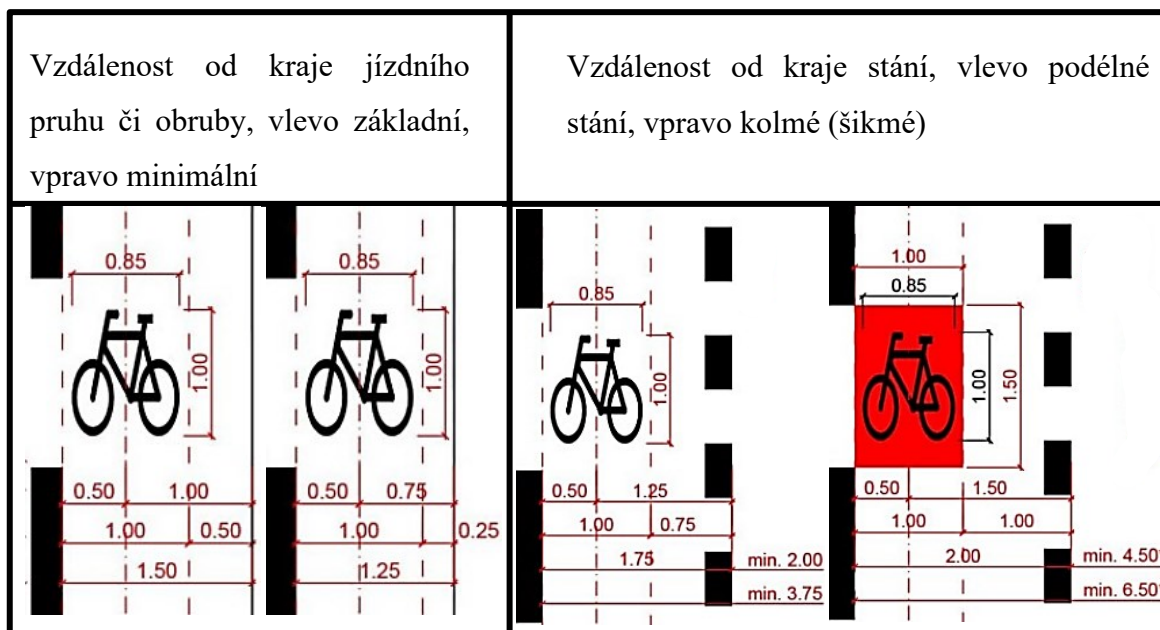 Vzdálenost od kraje jízdního
pruhu či obruby, vlevo základní,
vpravo minimální
Vzdálenost od kraje stání, vlevo podélné
stání, vpravo kolmé (šikmé)
0.85
1.00
0.50 1.00
1.00 0.50
1.50
0.85
1.00
0.50 0.75
1.00 0.25
1.25
0.85
1.00
0.50 1.25
1.00 0.75
1.75 min. 2.00
min. 3.75
1.00
0.85
1.00
1.50
0.50 1.50
1.00 1.00
2.00 min. 4.50*
min. 6.50*